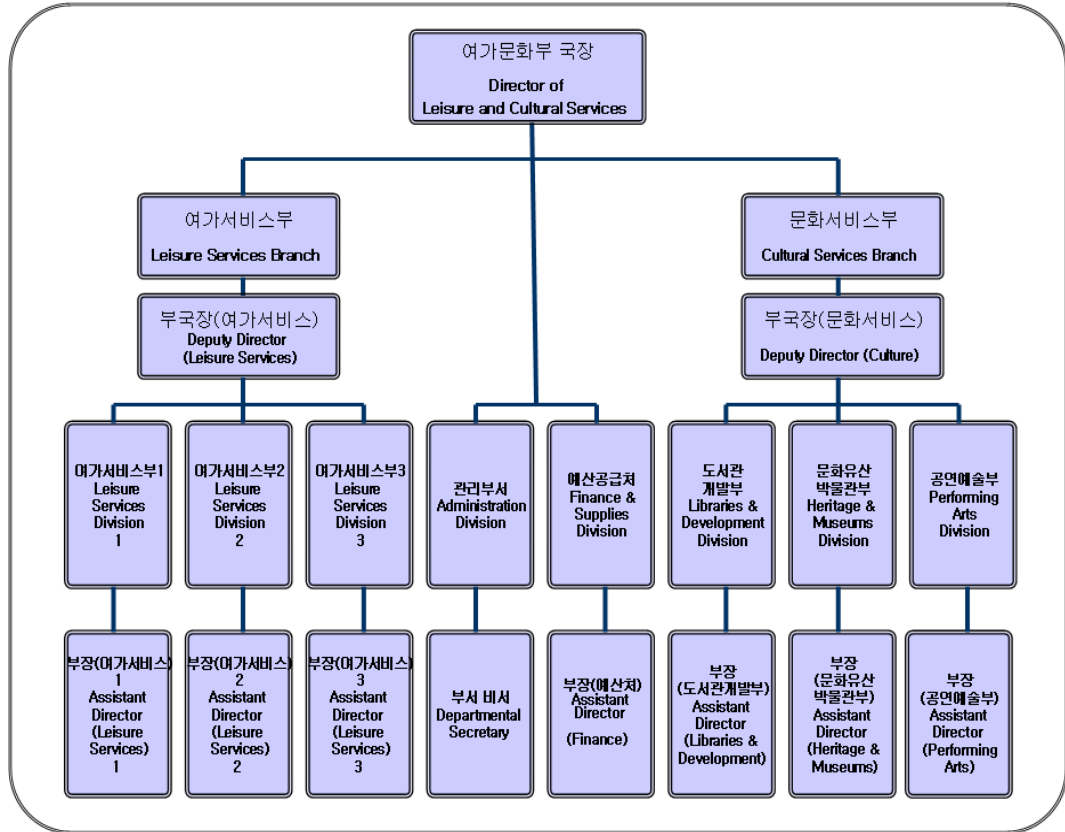 여가문화부 국장
Director of
Leisure and Cultural Services
여가서비스부
Leisure Services Branch
문화서비스부
Cultural Services Branch
부국장(여가서비스)
Deputy Director
(Leisure Services)
부국장(문화서비스)
Deputy Director (Culture)
여가서비스부1
Leisure
Services
Division
1
여가서비스부2
Leisure
Services
Division
2
여가서비스부3
Leisure
Services
Division
3
관리부서
Administration
Division
예산공급처
Finance &
Supplies
Division
도서관
개발부
Libraries &
Development
Division
문화유산
박물관부
Heritage &
Museums
Division
공연예술부
Performing
Arts
Division
부장(여가서비스)
1
Assistant
Director
(Leisure
Services)
1
부장(여가서비스)
2
Assistant
Director
(Leisure
Services)
2
부장(여가서비스)
3
Assistant
Director
(Leisure
Services)
3
부서 비서
Departmental
Secretary
부장(예산처)
Assistant
Director
(Finance)
부장
(도서관개발부)
Assistant
Director
(Libraries &
Development)
부장
(문화유산
박물관부)
Assistant
Director
(Heritage &
Museums)
부장
(공연예술부)
Assistant
Director
(Performing
Arts)